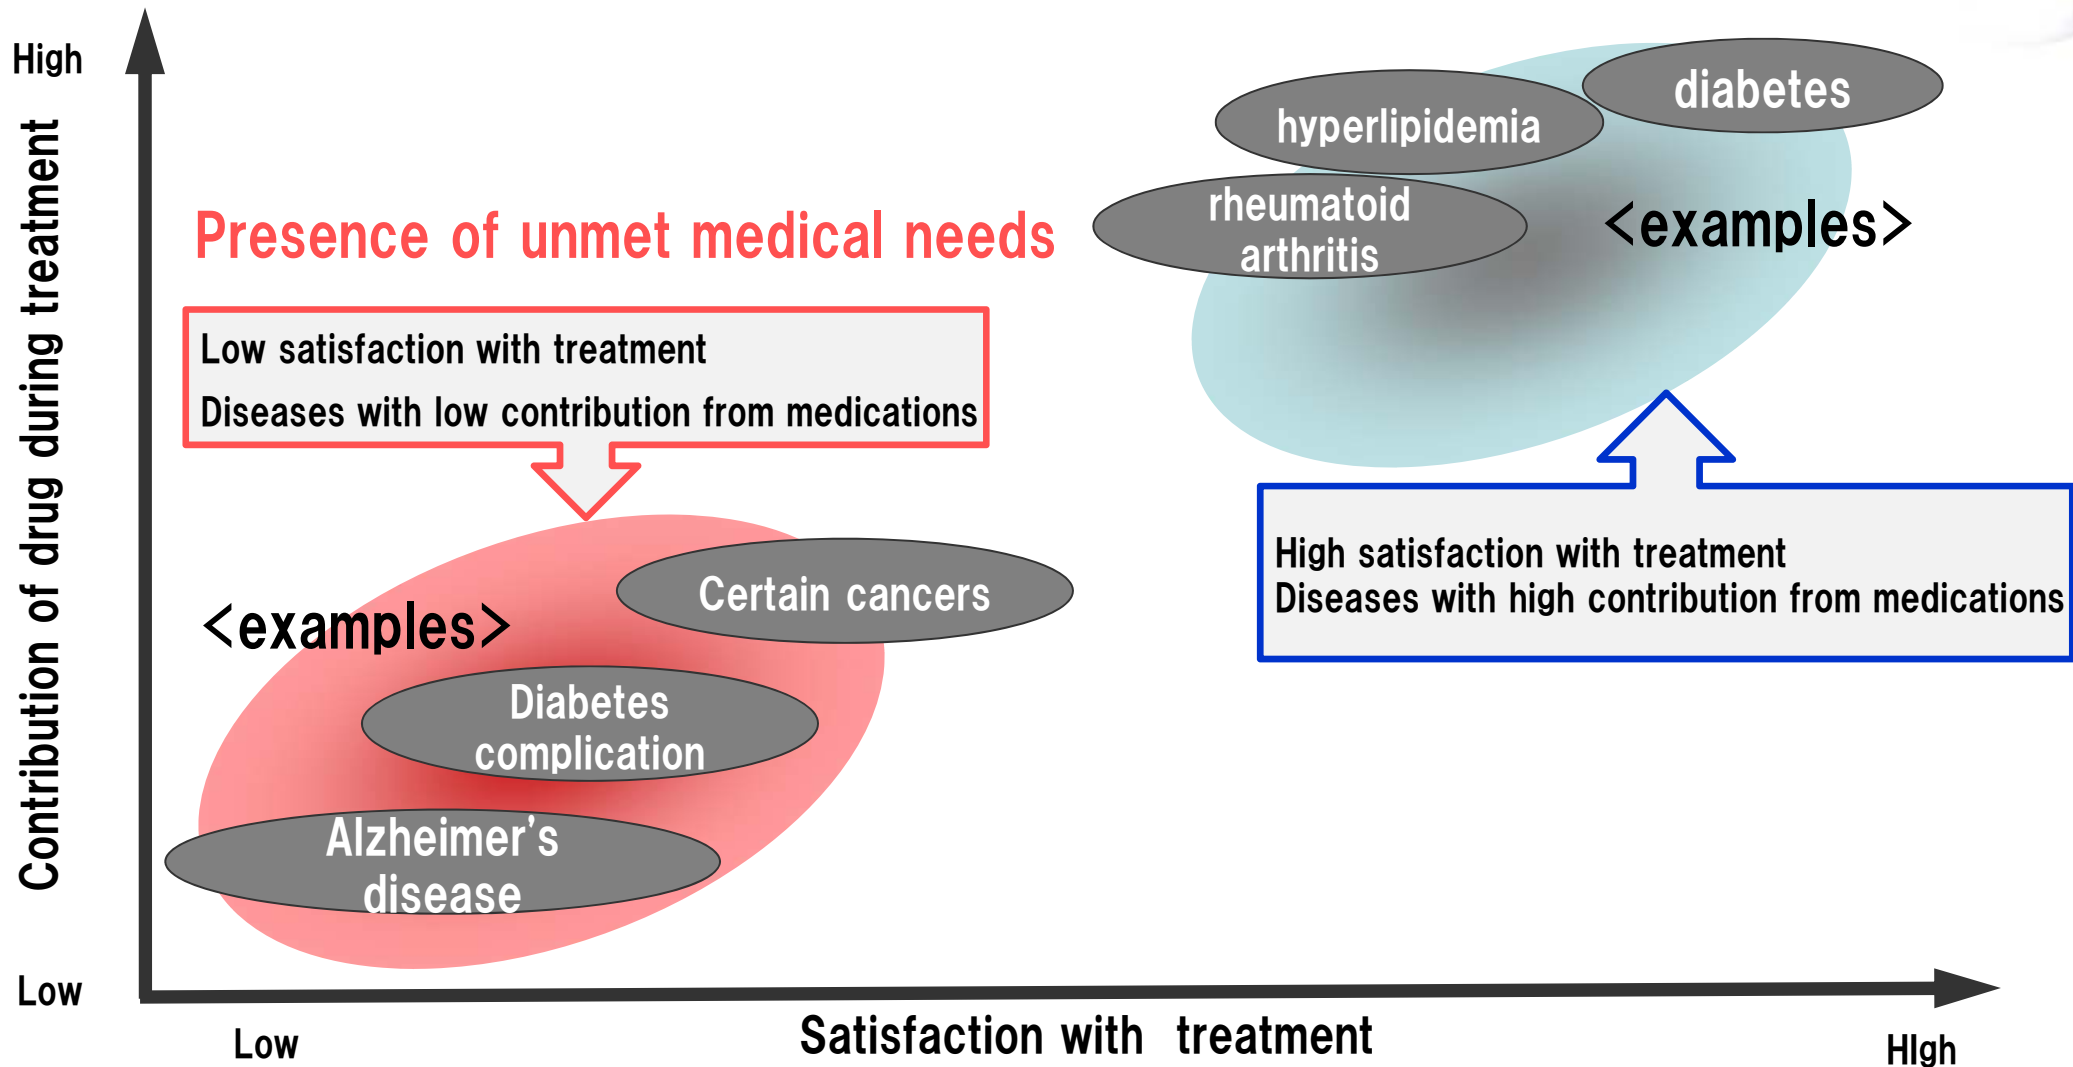 High
Contribution of drug during treatment
Low
Low
Satisfaction with treatment
HIgh
Presence of unmet medical needs
Low satisfaction with treatment
Diseases with low contribution from medications
<examples>
Certain cancers
Diabetes
complication
Alzheimer's
disease
diabetes
hyperlipidemia
rheumatoid
arthritis
<examples>
High satisfaction with treatment
Diseases with high contribution from medications